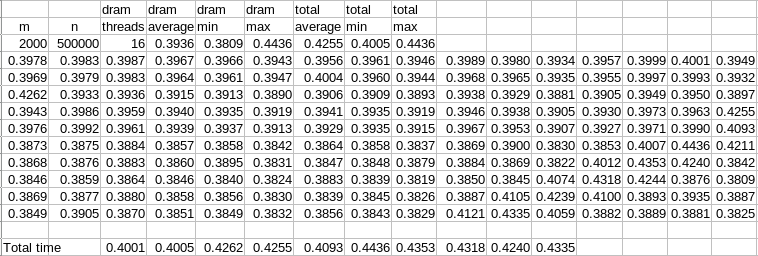 dram dram dram dram total total total
m n threads average min max average min max
2000 500000 16 0.3936 0.3809 0.4436 0.4255 0.4005 0.4436
0.3978 0.3983 0.3987 0.3967 0.3966 0.3943 0.3956 0.3961 0.3946 0.3989 0.3980 0.3934 0.3957 0.3999 0.4001 0.3949
0.3969 0.3979 0.3983 0.3964 0.3961 0.3947 0.4004 0.3960 0.3944 0.3968 0.3965 0.3935 0.3955 0.3997 0.3993 0.3932
0.4262 0.3933 0.3936 0.3915 0.3913 0.3890 0.3906 0.3909 0.3893 0.3938 0.3929 0.3881 0.3905 0.3949 0.3950 0.3897
0.3943 0.3986 0.3959 0.3940 0.3935 0.3919 0.3941 0.3935 0.3919 0.3946 0.3938 0.3905 0.3930 0.3973 0.3963 0.4255
0.3976 0.3992 0.3961 0.3939 0.3937 0.3913 0.3929 0.3935 0.3915 0.3967 0.3953 0.3907 0.3927 0.3971 0.3990 0.4093
0.3873 0.3875 0.3884 0.3857 0.3858 0.3842 0.3864 0.3858 0.3837 0.3869 0.3900 0.3830 0.3853 0.4007 0.4436 0.4211
0.3868 0.3876 0.3883 0.3860 0.3895 0.3831 0.3847 0.3848 0.3879 0.3884 0.3869 0.3822 0.4012 0.4353 0.4240 0.3842
0.3846 0.3859 0.3864 0.3846 0.3840 0.3824 0.3883 0.3839 0.3819 0.3850 0.3845 0.4074 0.4318 0.4244 0.3876 0.3809
0.3869 0.3877 0.3880 0.3858 0.3856 0.3830 0.3839 0.3845 0.3826 0.3887 0.4105 0.4239 0.4100 0.3893 0.3935 0.3887
0.3849 0.3905 0.3870 0.3851 0.3849 0.3832 0.3856 0.3843 0.3829 0.4121 0.4335 0.4059 0.3882 0.3889 0.3881 0.3825
Total time 0.4001 0.4005 0.4262 0.4255 0.4093 0.4436 0.4353 0.4318 0.4240 0.4335